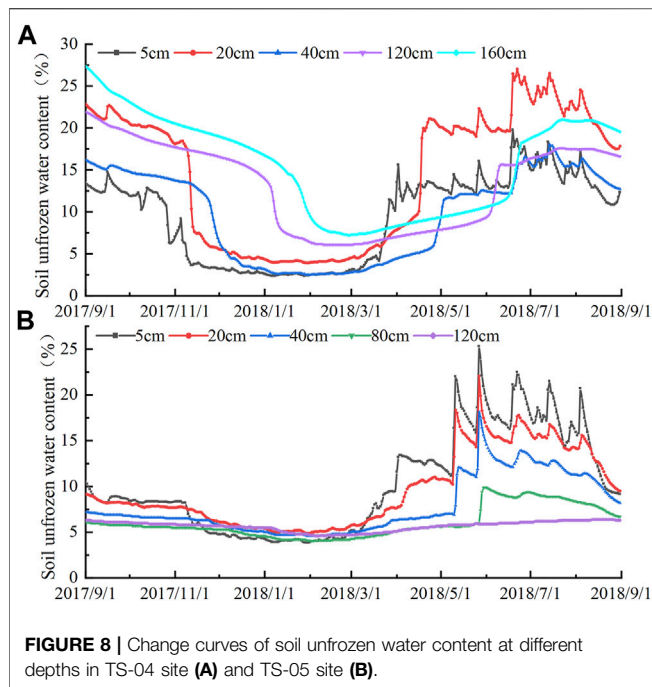 A
5cm 20cm 40cm 120cm 160cm
Soil unfrozen water content（%）
30
25
20
15
10
5
0
2017/9/1 2017/11/1 2018/1/1 2018/3/1 2018/5/1 2018/7/1 2018/9/1
B
5cm 20cm 40cm 80cm 120cm
Soil unfrozen water content（%）
25
20
15
10
5
0
2017/9/1 2017/11/1 2018/1/1 2018/3/1 2018/5/1 2018/7/1 2018/9/1
FIGURE 8 | Change curves of soil unfrozen water content at different
depths in TS-04 site (A) and TS-05 site (B).